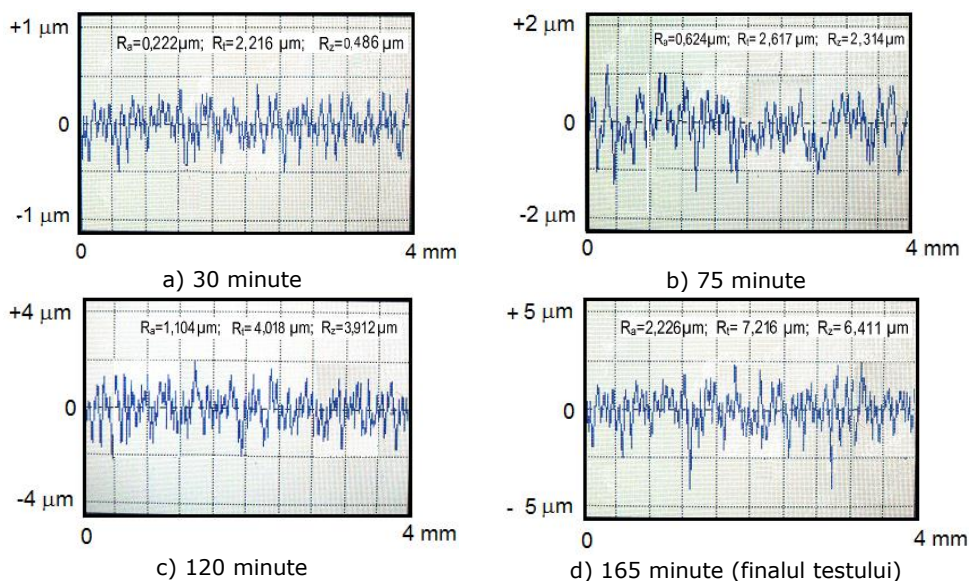 +1 μm
Ra=0,222μm; Rt=2,216 μm; Rz=0,486 μm
0
-1 μm
0 4 mm
a) 30 minute
+2 μm
Ra=0,624μm; Rt=2,617 μm; Rz=2,314 μm
0
-2 μm
0 4 mm
b) 75 minute
+4 μm
Ra=1,104μm; Rt=4,018 μm; Rz=3,912μm
0
-4 μm
0 4 mm
c) 120 minute
+ 5 μm
Ra=2,226μm; Rt= 7,216 μm; Rz=6,411 μm
0
- 5 μm
0 4 mm
d) 165 minute (finalul testului)